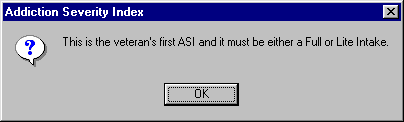 Addiction Severity Index
This is the veteran's first ASI and it must be either a Full or Lite Intake.
OK